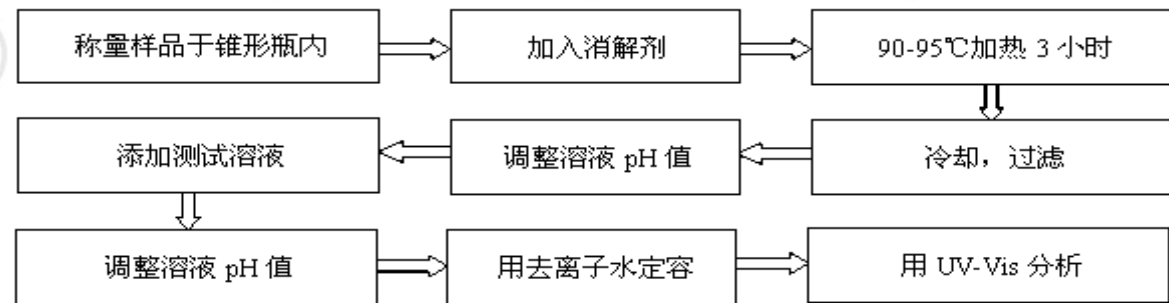 称量样品于锥形瓶内
加入消解剂
90-95℃加热 3 小时
冷却，过滤
调整溶液 pH 值
添加测试溶液
调整溶液 pH 值
用去离子水定容
用 UV-Vis 分析